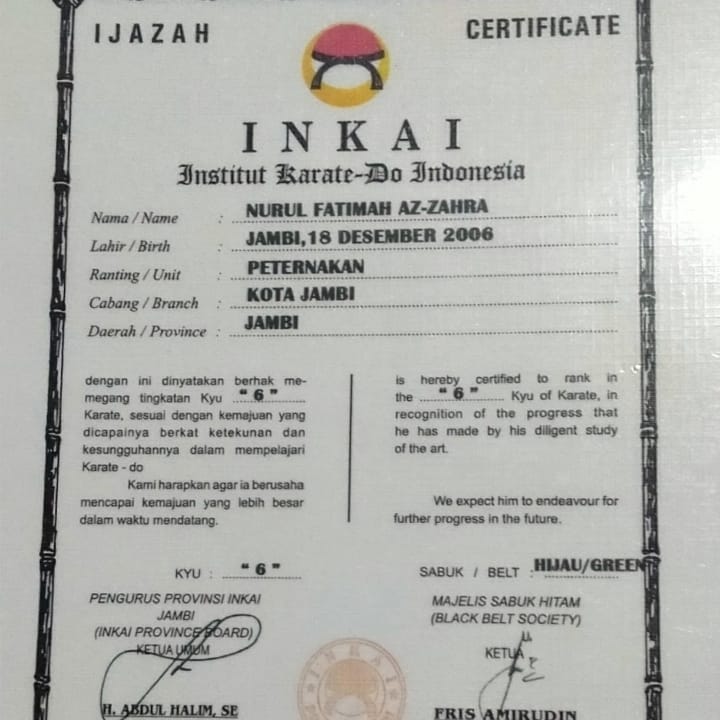 IJAZAH
CERTIFICATE
INKAI
Institut Karate-Do Indonesia
Nama / Name : NURUL FATIMAH AZ-ZAHRA
Lahir / Birth : JAMBI,18 DESEMBER 2006
Ranting / Unit : PETERNAKAN
Cabang / Branch : KOTA JAMBI
Daerah / Province : JAMBI
dengan ini dinyatakan berhak me-
megang tingkatan Kyu " 6 "
Karate, sesuai dengan kemajuan yang
dicapainya berkat ketekunan dan
kesungguhannya dalam mempelajari
Karate - do
Kami harapkan agar ia berusaha
mencapai kemajuan yang lebih besar
dalam waktu mendatang.
is hereby certified to rank in
the " 6 " Kyu of Karate, in
recognition of the progress that
he has made by his diligent study
of the art.
We expect him to endeavour for
further progress in the future.
KYU : " 6 "
SABUK / BELT : HIJAU/GREEN
PENGURUS PROVINSI INKAI
JAMBI
(INKAI PROVINCE BOARD)
KETUA UMUM
H. ABDUL HALIM, SE
MAJELIS SABUK HITAM
(BLACK BELT SOCIETY)
KETUA
FRIS AMIRUDIN
INKAI